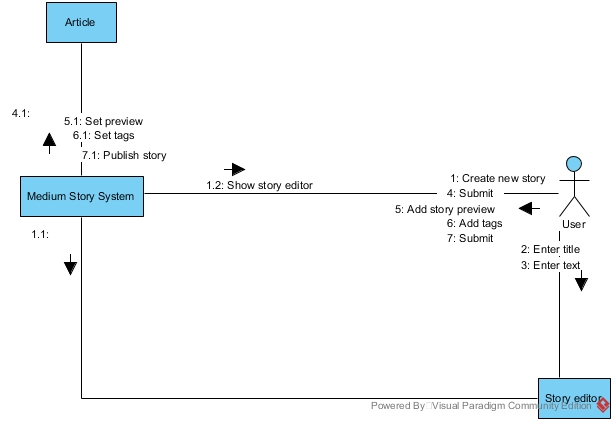 Article
4.1:
5.1: Set preview
6.1: Set tags
7.1: Publish story
1.2: Show story editor
Medium Story System
1: Create new story
4: Submit
5: Add story preview
6: Add tags
7: Submit
User
1.1:
2: Enter title
3: Enter text
Story editor
Powered By Visual Paradigm Community Edition